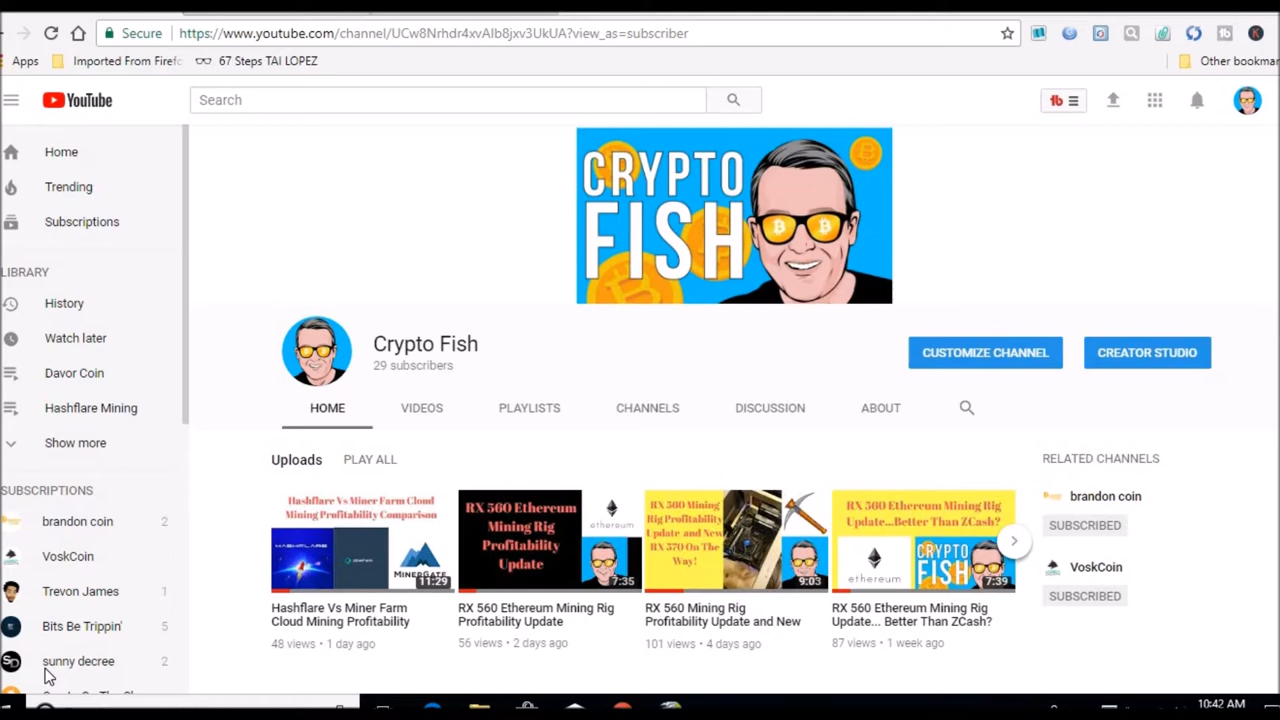 Secure
https://www.youtube.com/channel/UCw8Nrhdr4xvAlb8jxv3UkUA?view_as=subscriber
Apps
Imported From Firefo
67 Steps TAI LOPEZ
Other bookma
YouTube
Search
Home
Trending
Subscriptions
LIBRARY
History
Watch later
Davor Coin
Hashflare Mining
Show more
SUBSCRIPTIONS
brandon coin 2
VoskCoin
Trevon James 1
Bits Be Trippin' 5
sunny decree 2
CRYPTO
FISH
Crypto Fish
29 subscribers
CUSTOMIZE CHANNEL
CREATOR STUDIO
HOME VIDEOS PLAYLISTS CHANNELS DISCUSSION ABOUT
Uploads PLAY ALL
Hashflare Vs Miner Farm Cloud
Mining Profitability Comparison
HASHFLARE
MINERGATE
11:29
Hashflare Vs Miner Farm
Cloud Mining Profitability
48 views • 1 day ago
RX 560 Ethereum
Mining Rig
Profitability
Update
ethereum
7:35
RX 560 Ethereum Mining Rig
Profitability Update
56 views • 2 days ago
RX 560 Mining
Rig Profitability
Update and New
RX 570 On The
Way!
9:03
RX 560 Mining Rig
Profitability Update and New
101 views • 4 days ago
RX 560 Ethereum Mining Rig
Update...Better Than ZCash?
ethereum
CRYPTO
FISH
7:39
RX 560 Ethereum Mining Rig
Update... Better Than ZCash?
87 views • 1 week ago
RELATED CHANNELS
brandon coin
SUBSCRIBED
VoskCoin
SUBSCRIBED
10:42 AM